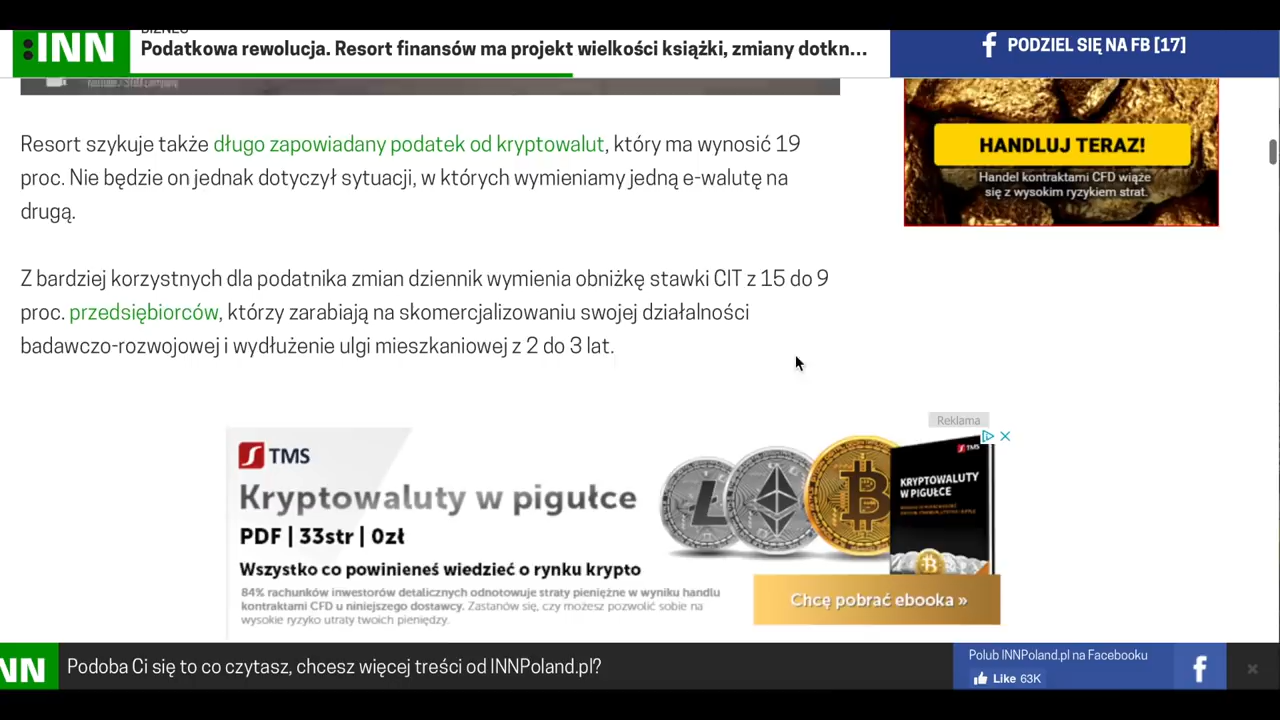 BIZNES
:INN
Podatkowa rewolucja. Resort finansów ma projekt wielkości książki, zmiany dotkn...
PODZIEL SIĘ NA FB [17]
HANDLUJ TERAZ!
Handel kontraktami CFD wiąże
się z wysokim ryzykiem strat.
Resort szykuje także długo zapowiadany podatek od kryptowalut, który ma wynosić 19
proc. Nie będzie on jednak dotyczył sytuacji, w których wymieniamy jedną e-walutę na
drugą.
Z bardziej korzystnych dla podatnika zmian dziennik wymienia obniżkę stawki CIT z 15 do 9
proc. przedsiębiorców, którzy zarabiają na skomercjalizowaniu swojej działalności
badawczo-rozwojowej i wydłużenie ulgi mieszkaniowej z 2 do 3 lat.
Reklama
TMS
Kryptowaluty w pigułce
PDF | 33str | 0zł
Wszystko co powinieneś wiedzieć o rynku krypto
84% rachunków inwestorów detalicznych odnotowuje straty pieniężne w wyniku handlu
kontraktami CFD u niniejszego dostawcy. Zastanów się, czy możesz pozwolić sobie na
wysokie ryzyko utraty twoich pieniędzy.
TMS
KRYPTOWALUTY
W PIGUŁCE
Chcę pobrać ebooka »
NN
Podoba Ci się to co czytasz, chcesz więcej treści od INNPoland.pl?
Polub INNPoland.pl na Facebooku
Like 63K